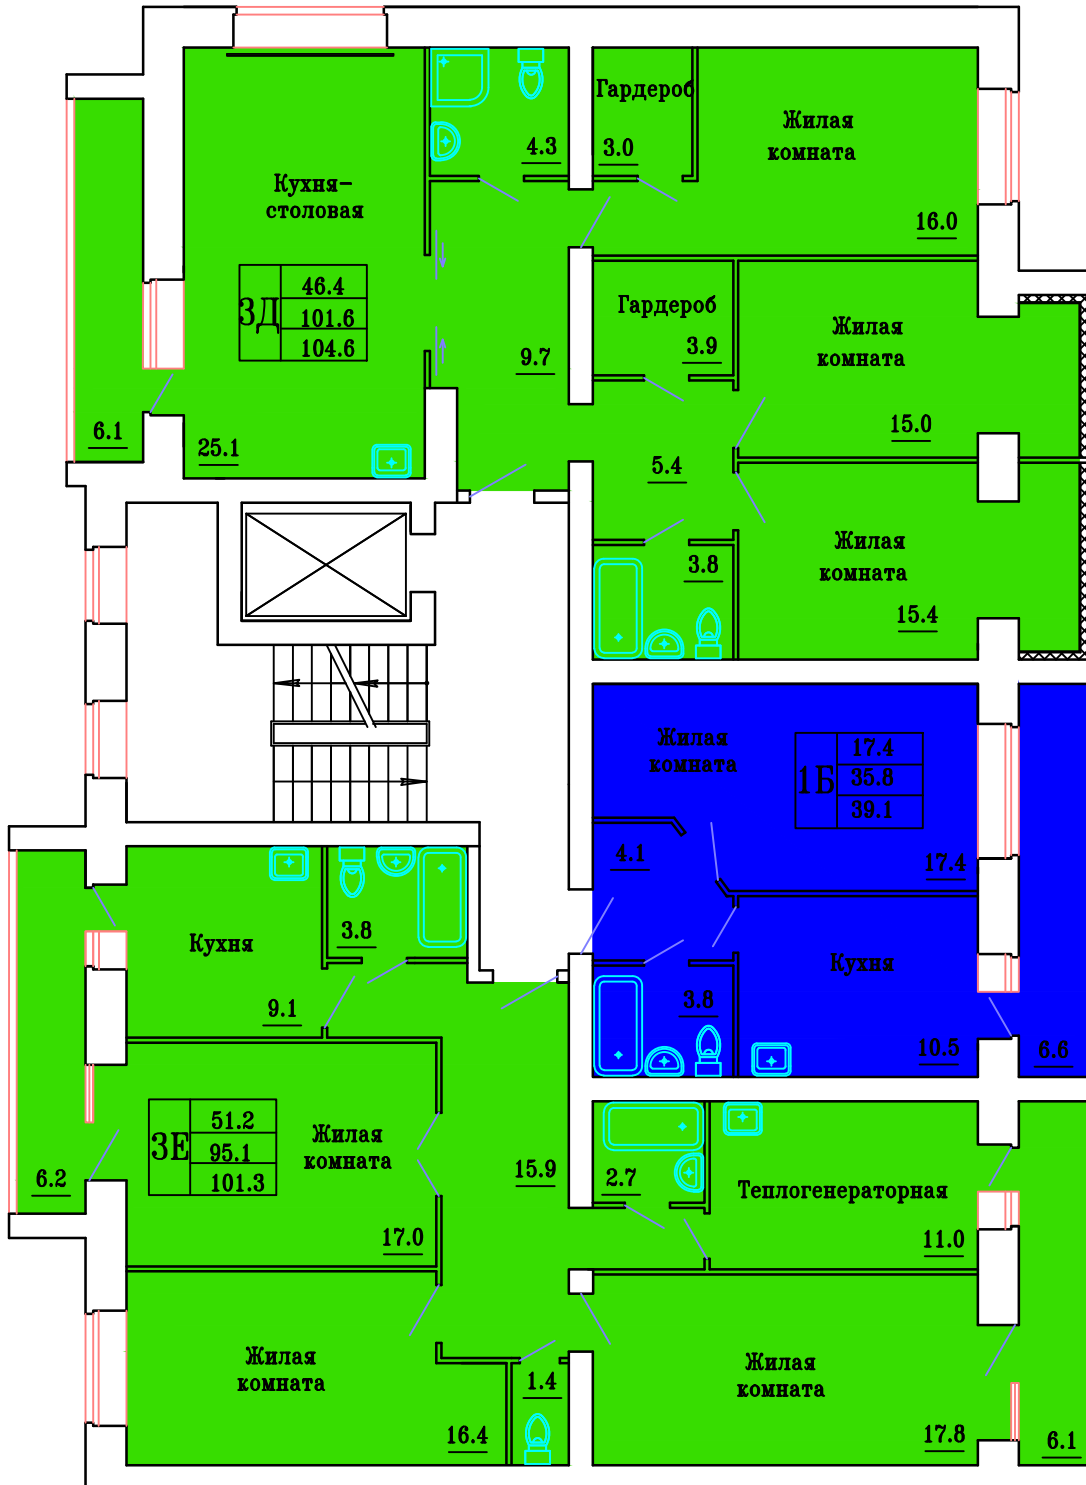 Гардероб
3.0
Жилая
комната
16.0
4.3
Кухня-
столовая
3Д
46.4
101.6
104.6
25.1
6.1
9.7
Гардероб
3.9
Жилая
комната
15.0
5.4
Жилая
комната
15.4
3.8
Жилая
комната
1Б
17.4
35.8
39.1
17.4
4.1
Кухня
10.5
3.8
6.6
Кухня
9.1
3.8
3Е
51.2
95.1
101.3
Жилая
комната
17.0
6.2
15.9
2.7
Теплогенераторная
11.0
Жилая
комната
16.4
1.4
Жилая
комната
17.8
6.1